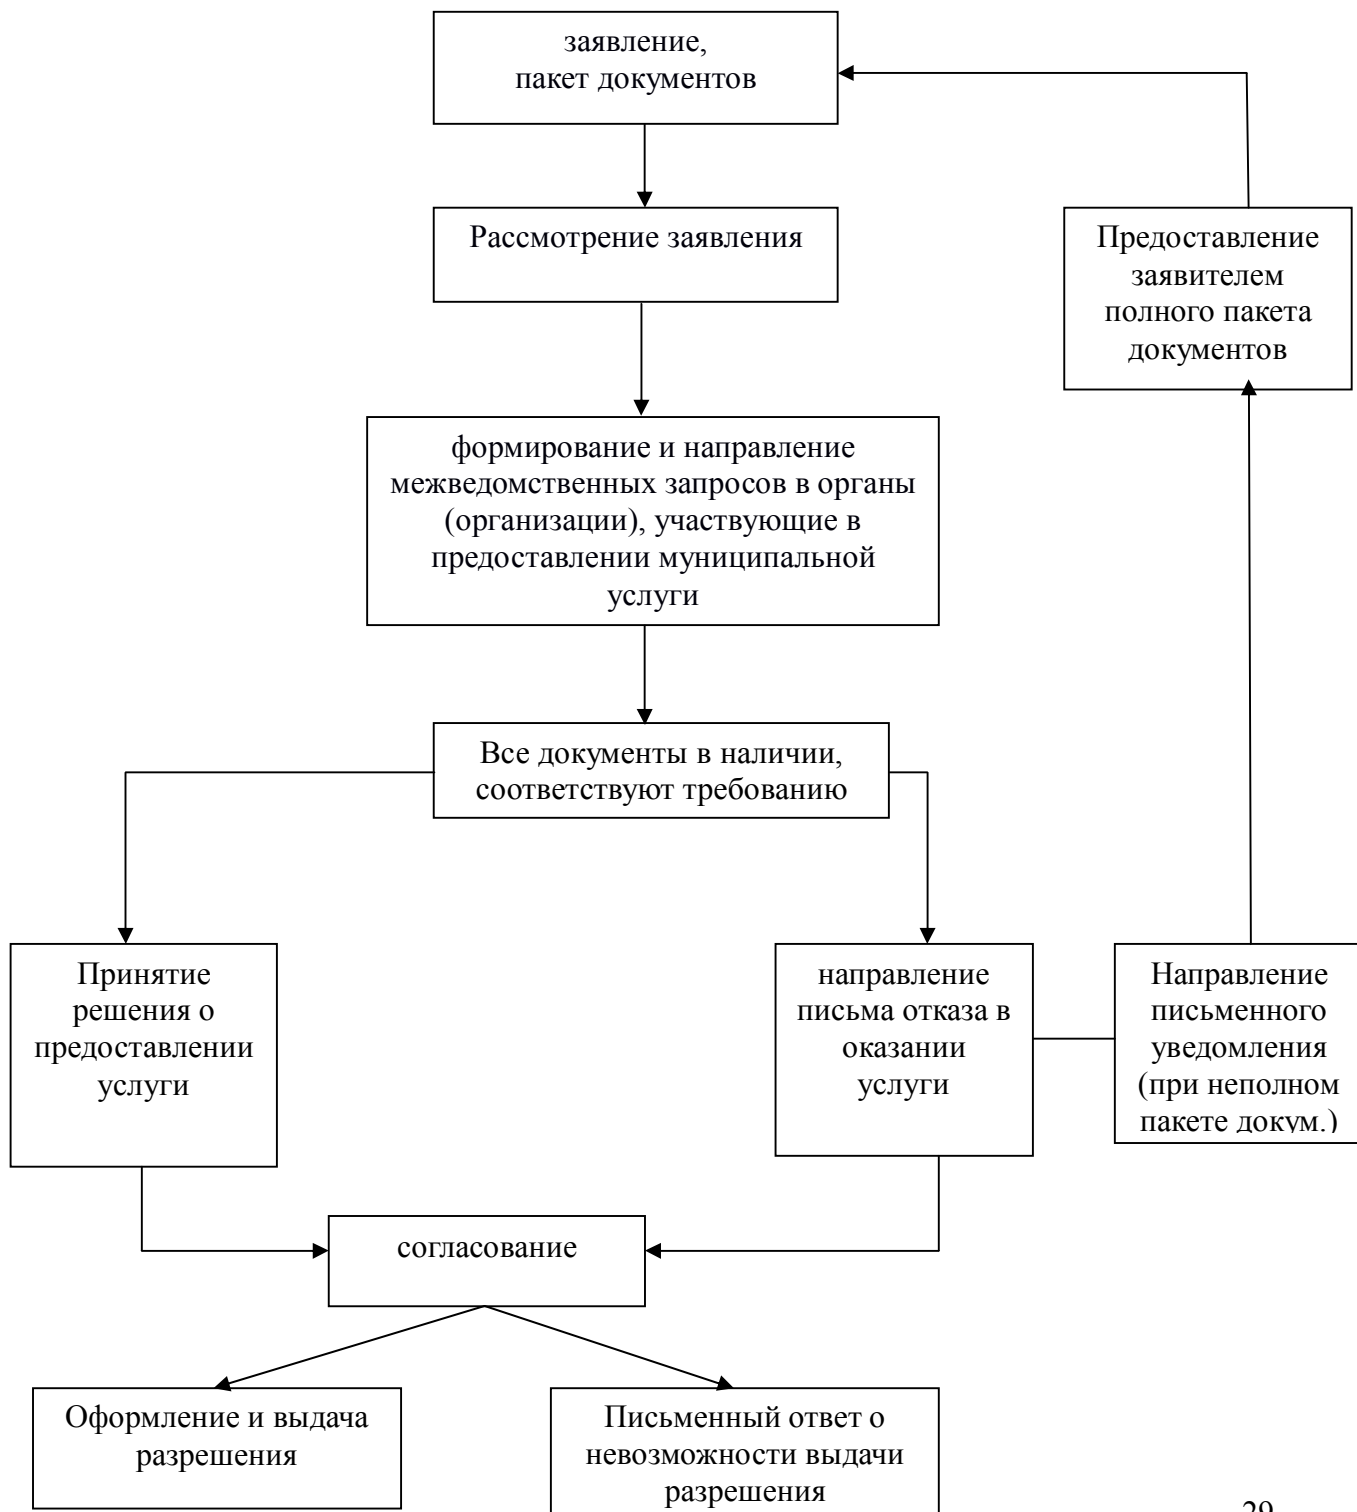 заявление,
пакет документов
Рассмотрение заявления
Предоставление
заявителем
полного пакета
документов
формирование и направление
межведомственных запросов в органы
(организации), участвующие в
предоставлении муниципальной
услуги
Все документы в наличии,
соответствуют требованию
Принятие
решения о
предоставлении
услуги
направление
письма отказа в
оказании
услуги
Направление
письменного
уведомления
(при неполном
пакете докум.)
согласование
Оформление и выдача
разрешения
Письменный ответ о
невозможности выдачи
разрешения
29